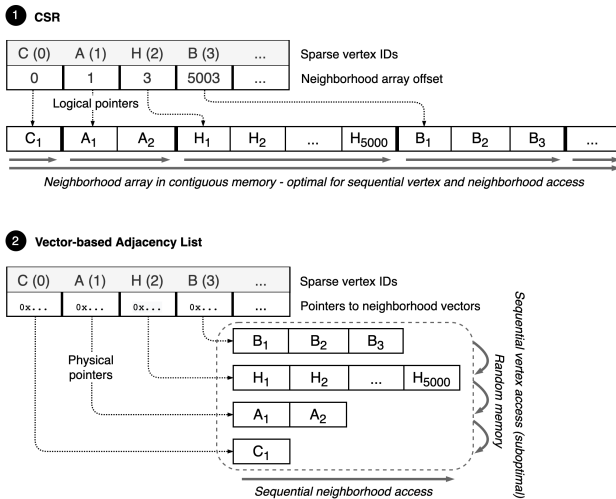 1 CSR
C (0) A (1) H (2) B (3) ... Sparse vertex IDs
0 1 3 5003 ... Neighborhood array offset
Logical pointers
C1 A1 A2 H1 H2 ... H5000 B1 B2 B3 ...
Neighborhood array in contiguous memory - optimal for sequential vertex and neighborhood access
2 Vector-based Adjacency List
C (0) A (1) H (2) B (3) ... Sparse vertex IDs
0x... 0x... 0x... 0x... ... Pointers to neighborhood vectors
B1 B2 B3
Physical
pointers
H1 H2 ... H5000
A1 A2
C1
Sequential neighborhood access
Sequential vertex access (suboptimal)
Random memory